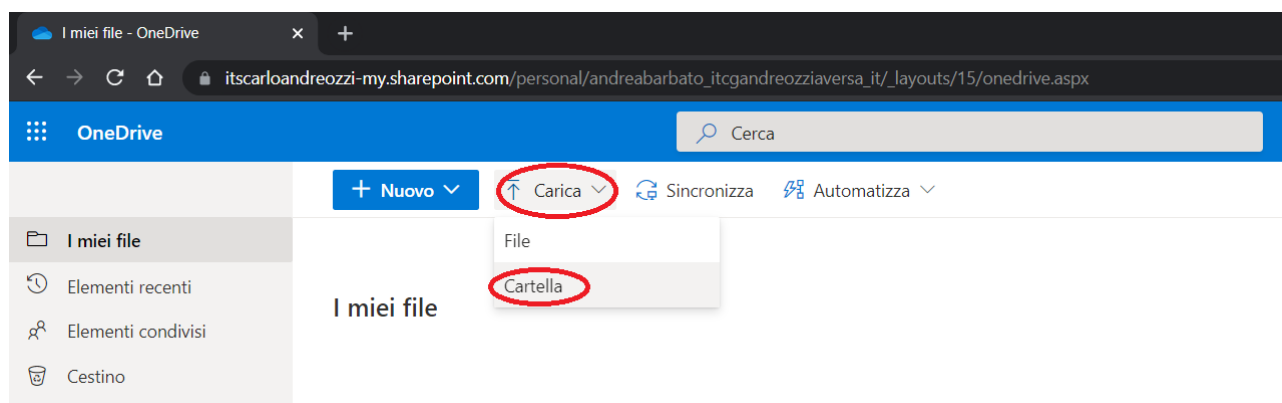 I miei file - OneDrive
itscarloandreozzi-my.sharepoint.com/personal/andreabarbato_itcgandreozziaversa_it/_layouts/15/onedrive.aspx
OneDrive
Cerca
Nuovo
Carica
Sincronizza
Automatizza
I miei file
File
Elementi recenti
Cartella
I miei file
Elementi condivisi
Cestino